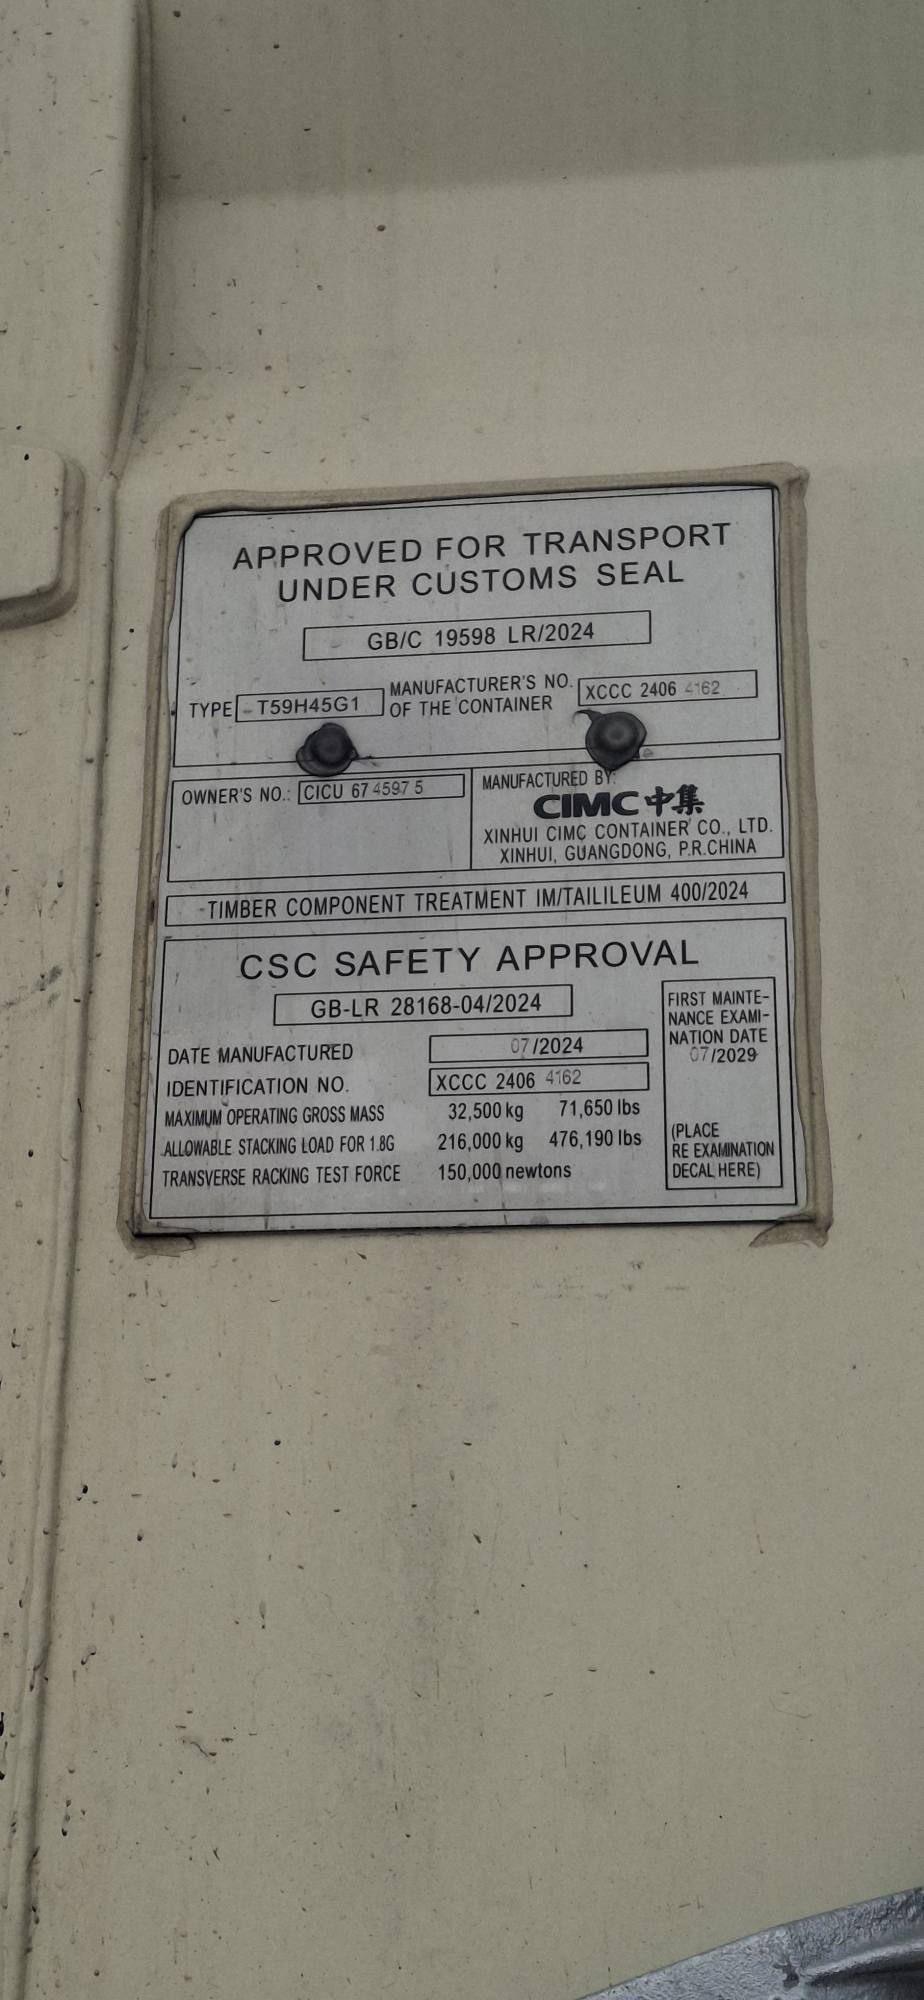 APPROVED FOR TRANSPORT
UNDER CUSTOMS SEAL
GB/C 19598 LR/2024
TYPE T59H45G1
MANUFACTURER'S NO.
OF THE CONTAINER
XCCC 2406 4162
OWNER'S NO.: CICU 674597 5
MANUFACTURED BY:
CIMC中集
XINHUI CIMC CONTAINER CO., LTD.
XINHUI, GUANGDONG, P.R.CHINA
TIMBER COMPONENT TREATMENT IM/TAILILEUM 400/2024
CSC SAFETY APPROVAL
GB-LR 28168-04/2024
DATE MANUFACTURED 07/2024
IDENTIFICATION NO. XCCC 2406 4162
MAXIMUM OPERATING GROSS MASS 32,500 kg 71,650 lbs
ALLOWABLE STACKING LOAD FOR 1.8G 216,000 kg 476,190 lbs
TRANSVERSE RACKING TEST FORCE 150,000 newtons
FIRST MAINTE-
NANCE EXAMI-
NATION DATE
07/2029
(PLACE
RE EXAMINATION
DECAL HERE)